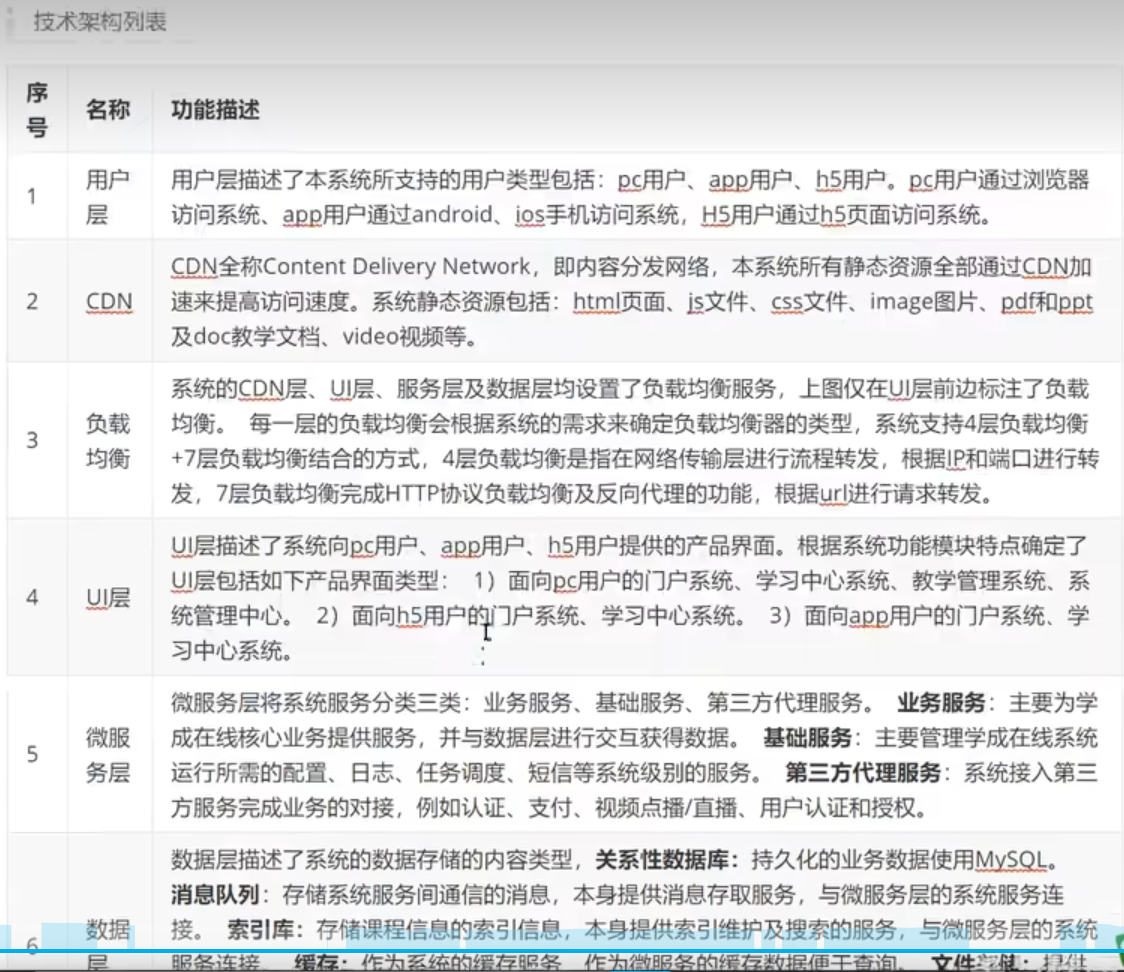 技术架构列表
序号
名称
功能描述
1
用户层
用户层描述了本系统所支持的用户类型包括：pc用户、app用户、h5用户。pc用户通过浏览器
访问系统、app用户通过android、ios手机访问系统，H5用户通过h5页面访问系统。
2
CDN
CDN全称Content Delivery Network，即内容分发网络，本系统所有静态资源全部通过CDN加
速来提高访问速度。系统静态资源包括：html页面、js文件、css文件、image图片、pdf和ppt
及doc教学文档、video视频等。
3
负载均衡
系统的CDN层、UI层、服务层及数据层均设置了负载均衡服务，上图仅在UI层前边标注了负载
均衡。 每一层的负载均衡会根据系统的需求来确定负载均衡器的类型，系统支持4层负载均衡
+7层负载均衡结合的方式，4层负载均衡是指在网络传输层进行流程转发，根据IP和端口进行转
发，7层负载均衡完成HTTP协议负载均衡及反向代理的功能，根据url进行请求转发。
4
UI层
UI层描述了系统向pc用户、app用户、h5用户提供的产品界面。根据系统功能模块特点确定了
UI层包括如下产品界面类型： 1）面向pc用户的门户系统、学习中心系统、教学管理系统、系
统管理中心。 2）面向h5用户的门户系统、学习中心系统。 3）面向app用户的门户系统、学
习中心系统。
5
微服务层
微服务层将系统服务分类三类：业务服务、基础服务、第三方代理服务。 业务服务：主要为学
成在线核心业务提供服务，并与数据层进行交互获得数据。 基础服务：主要管理学成在线系统
运行所需的配置、日志、任务调度、短信等系统级别的服务。 第三方代理服务：系统接入第三
方服务完成业务的对接，例如认证、支付、视频点播/直播、用户认证和授权。
6
数据层
数据层描述了系统的数据存储的内容类型，关系性数据库：持久化的业务数据使用MySQL。
消息队列：存储系统服务间通信的消息，本身提供消息存取服务，与微服务层的系统服务连
接。 索引库：存储课程信息的索引信息，本身提供索引维护及搜索的服务，与微服务层的系统
服务连接。 缓存：作为系统的缓存服务，作为微服务的缓存数据便于查询。 文件存储：提供